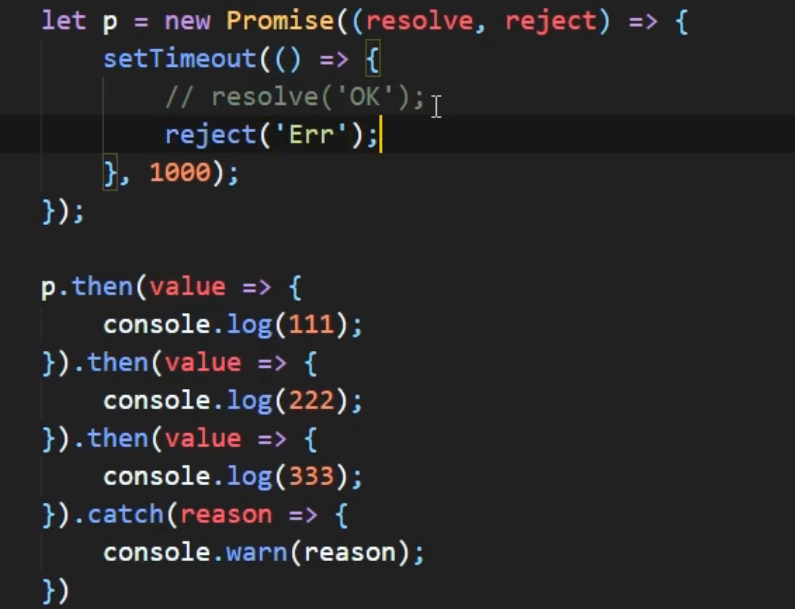 let p = new Promise((resolve, reject) => {
    setTimeout(() => {
        // resolve('OK');
        reject('Err');
    }, 1000);
});

p.then(value => {
    console.log(111);
}).then(value => {
    console.log(222);
}).then(value => {
    console.log(333);
}).catch(reason => {
    console.warn(reason);
})